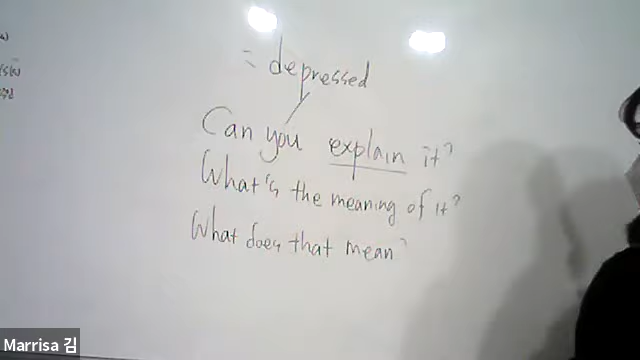 = depressed
Can you explain it?
What's the meaning of it?
What does that mean?
Marrisa 김